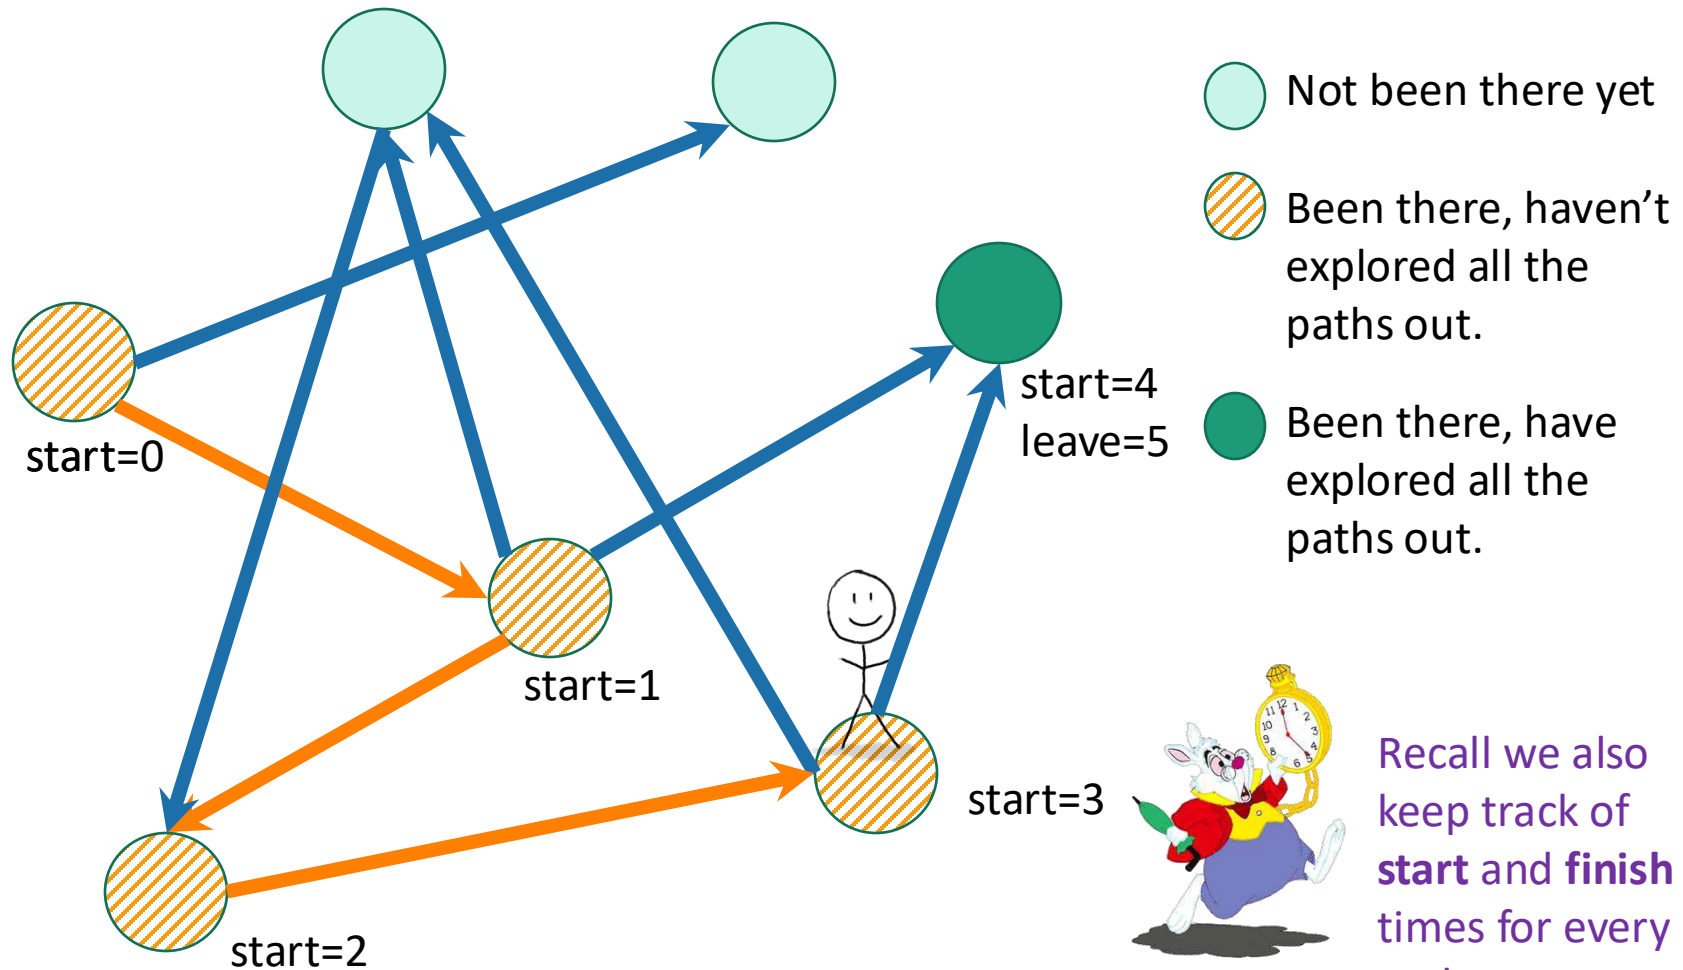 Not been there yet
Been there, haven’t
explored all the
paths out.
Been there, have
explored all the
paths out.
start=0
start=4
leave=5
start=1
start=3
start=2
Recall we also
keep track of
start and finish
times for every